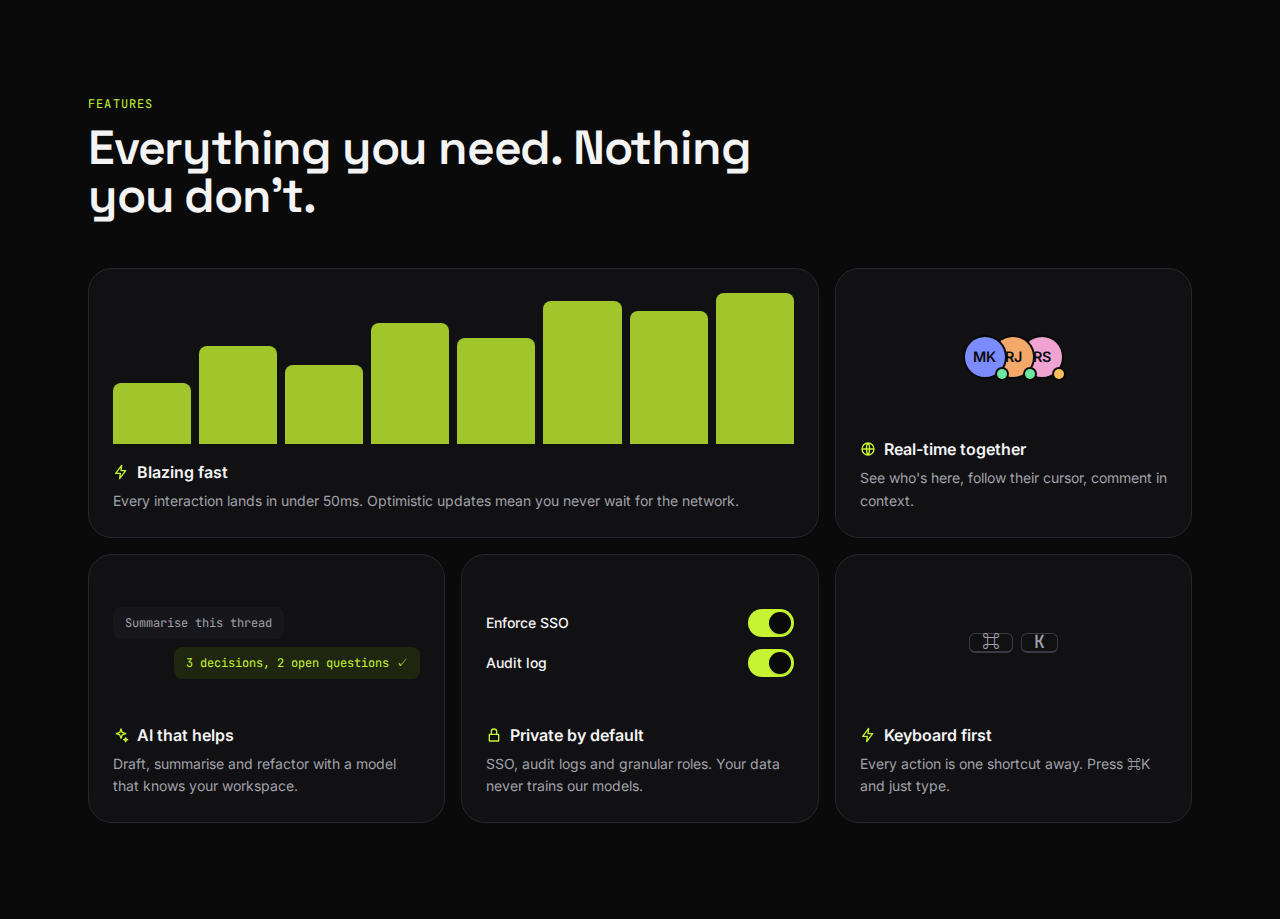 FEATURES
Everything you need. Nothing
you don’t.
MK RJ RS
Blazing fast
Every interaction lands in under 50ms. Optimistic updates mean you never wait for the network.
Real-time together
See who's here, follow their cursor, comment in
context.
Summarise this thread
3 decisions, 2 open questions ✓
AI that helps
Draft, summarise and refactor with a model
that knows your workspace.
Enforce SSO
Audit log
Private by default
SSO, audit logs and granular roles. Your data
never trains our models.
⌘ K
Keyboard first
Every action is one shortcut away. Press ⌘K
and just type.